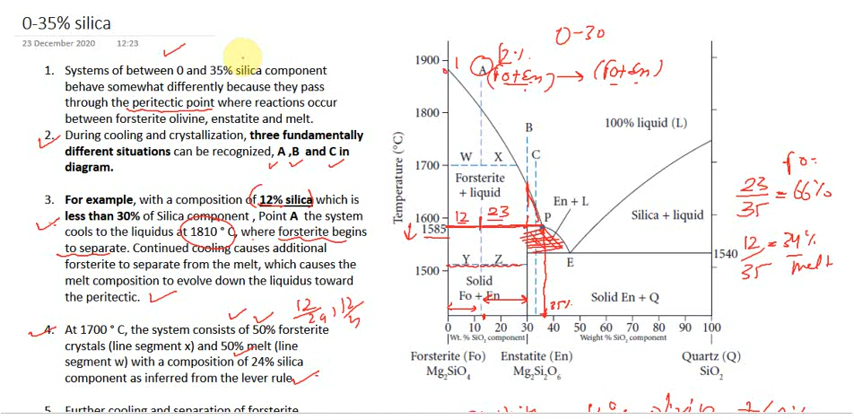 0-35% silica
23 December 2020 12:23
1. Systems of between 0 and 35% silica component
behave somewhat differently because they pass
through the peritectic point where reactions occur
between forsterite olivine, enstatite and melt.
2. During cooling and crystallization, three fundamentally
different situations can be recognized, A ,B and C in
diagram.
3. For example, with a composition of 12% silica which is
less than 30% of Silica component , Point A the system
cools to the liquidus at 1810 ° C, where forsterite begins
to separate. Continued cooling causes additional
forsterite to separate from the melt, which causes the
melt composition to evolve down the liquidus toward
the peritectic.
12/24, 12/
4. At 1700 ° C, the system consists of 50% forsterite
crystals (line segment x) and 50% melt (line
segment w) with a composition of 24% silica
component as inferred from the lever rule.
5. Further cooling and separation of forsterite
0-30
12%
(Fo+En) → (Fo+En)
1900
A
1800
B
100% liquid (L)
C
1700
W X
Forsterite
+ liquid
Temperature (°C)
fo =
23/35 = 66%
En + L
12 23
P
1600
Silica + liquid
1585
12/35 = 34%
melt
1540
E
Y Z
1500
Solid
Fo + En
Solid En + Q
35%
0 10 20 30 40 50 60 70 80 90 100
Wt. % SiO2 component
Weight % SiO2 component
Forsterite (Fo) Enstatite (En) Quartz (Q)
Mg2SiO4 Mg2Si2O6 SiO2